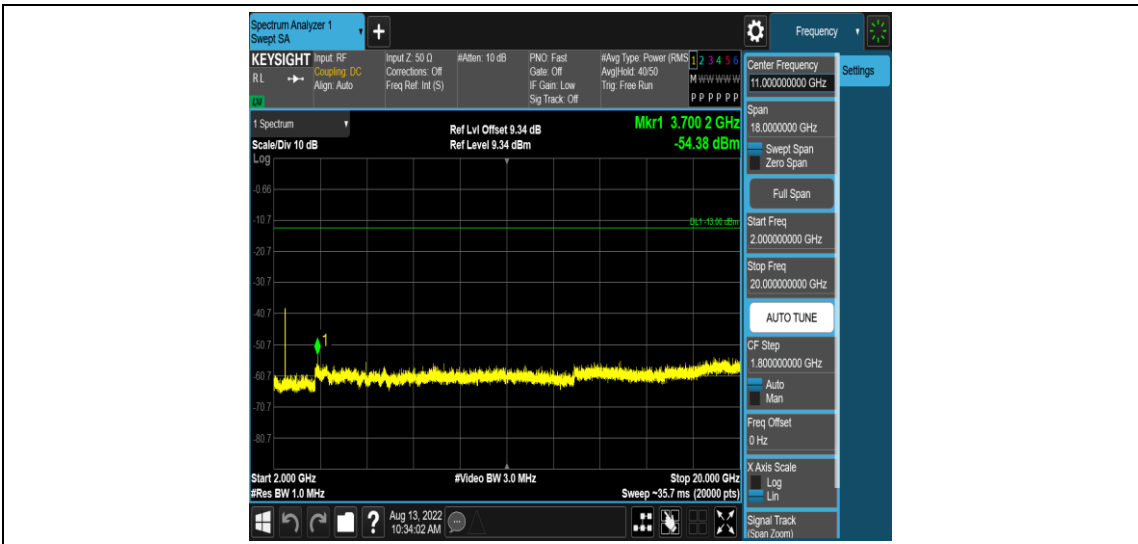 Spectrum Analyzer 1
Swept SA
+
Frequency
KEYSIGHT
RL
LNI
Input: RF
Coupling: DC
Align: Auto
Input Z: 50 Ω
Corrections: Off
Freq Ref: Int (S)
#Atten: 10 dB
PNO: Fast
Gate: Off
IF Gain: Low
Sig Track: Off
#Avg Type: Power (RMS
Avg|Hold: 40/50
Trig: Free Run
1 2 3 4 5 6
M W W W W W
P P P P P P
1 Spectrum
Scale/Div 10 dB
Log
Ref Lvl Offset 9.34 dB
Ref Level 9.34 dBm
Mkr1 3.700 2 GHz
-54.38 dBm
-0.66
-10.7
DL1 -13.00 dBm
-20.7
-30.7
-40.7
-50.7
1
-60.7
-70.7
-80.7
Start 2.000 GHz
#Res BW 1.0 MHz
#Video BW 3.0 MHz
Stop 20.000 GHz
Sweep ~35.7 ms (20000 pts)
Aug 13, 2022
10:34:02 AM
?
Center Frequency
11.000000000 GHz
Settings
Span
18.0000000 GHz
Swept Span
Zero Span
Full Span
Start Freq
2.000000000 GHz
Stop Freq
20.000000000 GHz
AUTO TUNE
CF Step
1.800000000 GHz
Auto
Man
Freq Offset
0 Hz
X Axis Scale
Log
Lin
Signal Track
(Span Zoom)